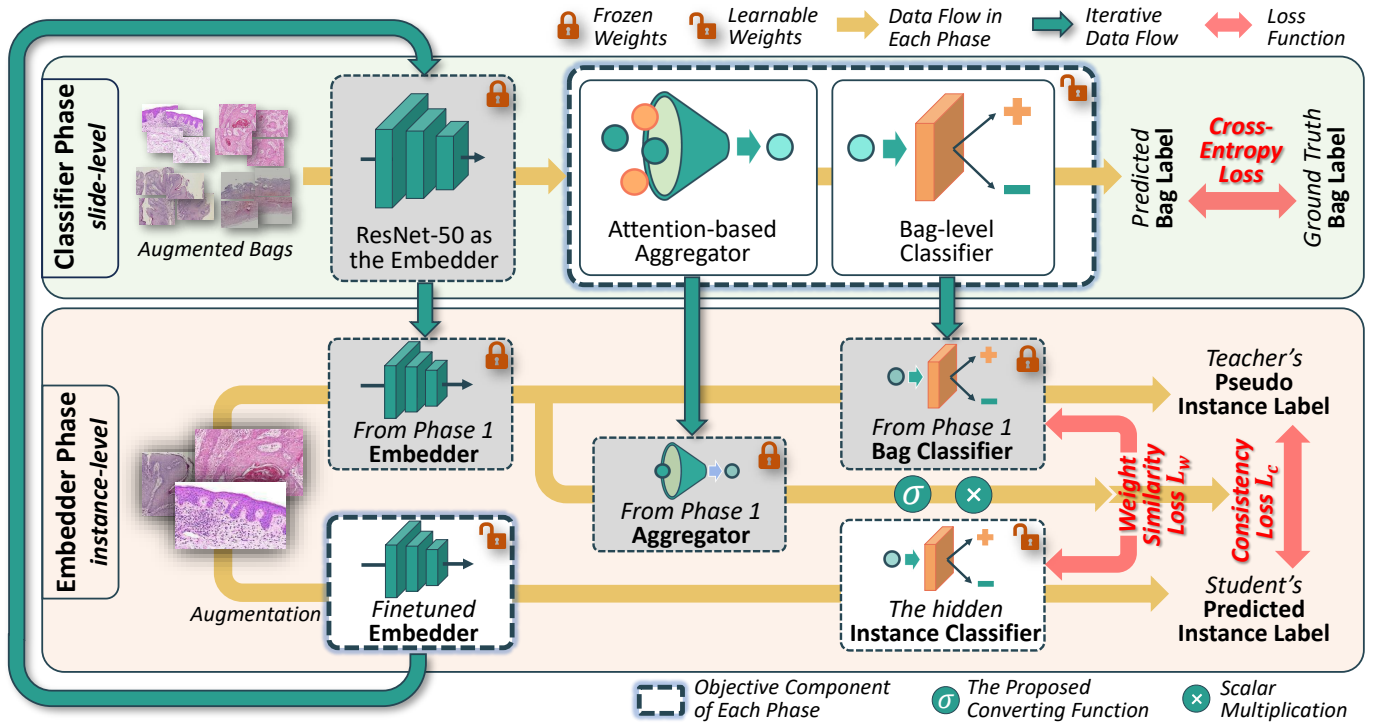 Frozen
Weights
Learnable
Weights
Data Flow in
Each Phase
Iterative
Data Flow
Loss
Function
Classifier Phase
slide-level
Augmented Bags
ResNet-50 as
the Embedder
Attention-based
Aggregator
Bag-level
Classifier
Predicted
Bag Label
Cross-
Entropy
Loss
Ground Truth
Bag Label
Embedder Phase
instance-level
Augmentation
From Phase 1
Embedder
From Phase 1
Aggregator
From Phase 1
Bag Classifier
Teacher's
Pseudo
Instance Label
σ
×
Weight
Similarity
Loss Lw
Consistency
Loss Lc
Finetuned
Embedder
The hidden
Instance Classifier
Student's
Predicted
Instance Label
Objective Component
of Each Phase
σ
The Proposed
Converting Function
×
Scalar
Multiplication